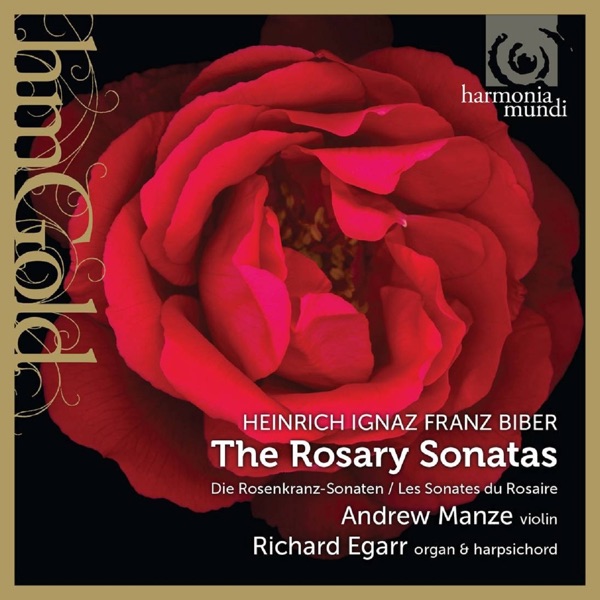 harmonia
mundi
hmGold
HEINRICH IGNAZ FRANZ BIBER
The Rosary Sonatas
Die Rosenkranz-Sonaten / Les Sonates du Rosaire
Andrew Manze violin
Richard Egarr organ & harpsichord